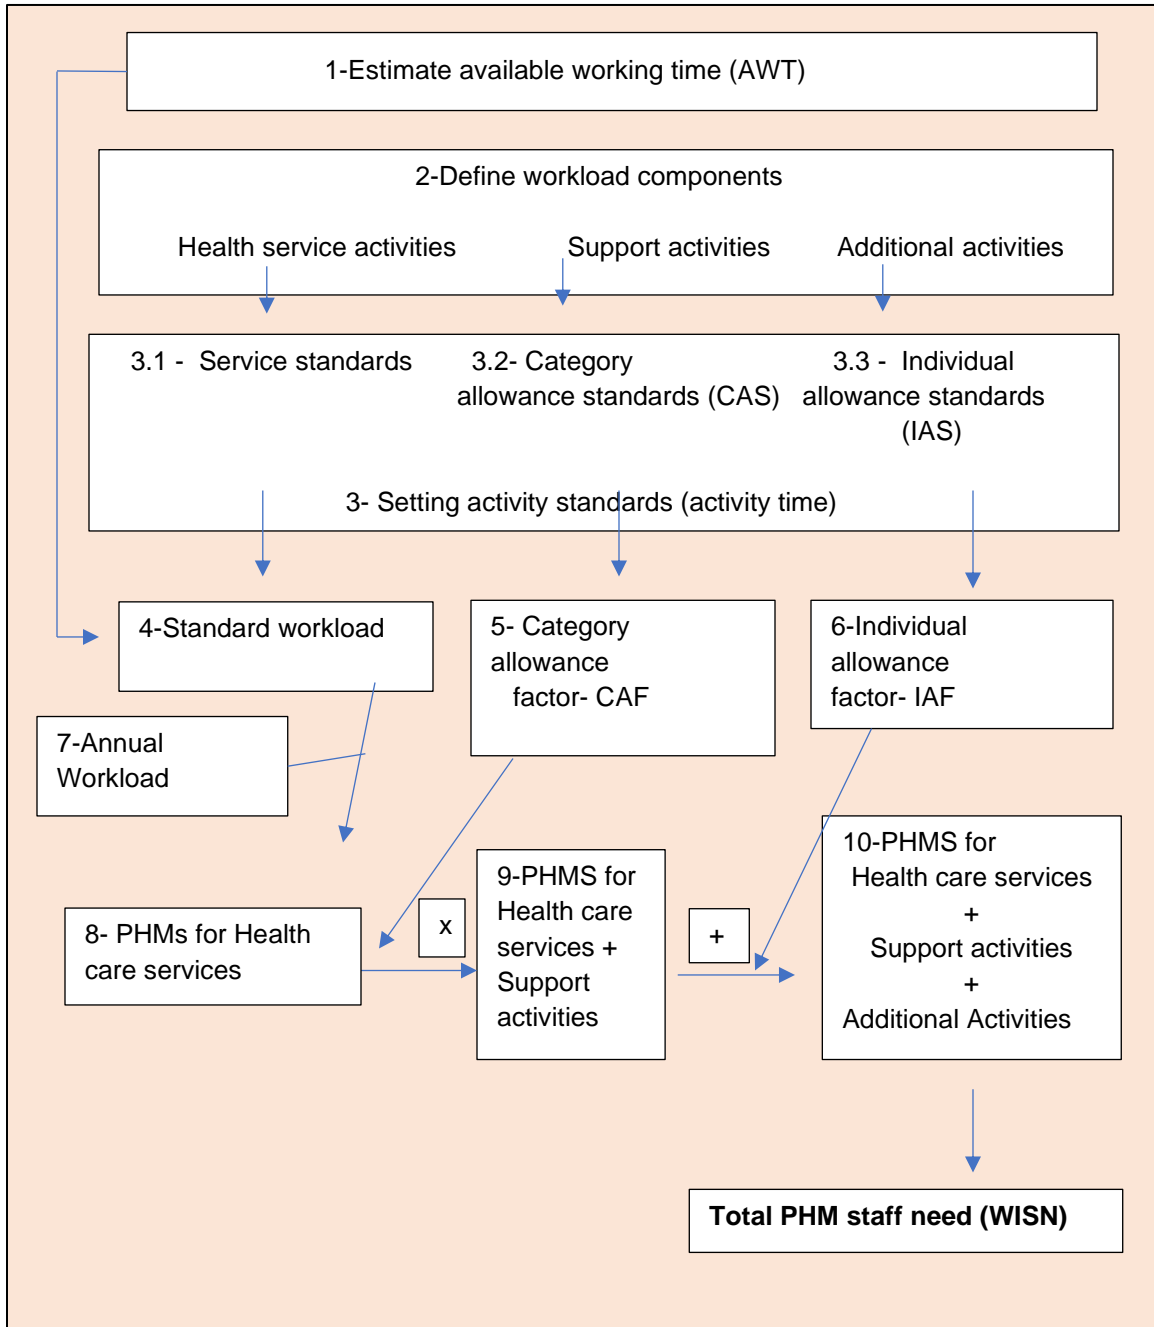 1-Estimate available working time (AWT)
2-Define workload components
Health service activities
Support activities
Additional activities
3.1 - Service standards
3.2- Category
allowance standards (CAS)
3.3 - Individual
allowance standards
(IAS)
3- Setting activity standards (activity time)
4-Standard workload
5- Category
allowance
factor- CAF
6-Individual
allowance
factor- IAF
7-Annual
Workload
8- PHMs for Health
care services
x
9-PHMS for
Health care
services +
Support
activities
+
10-PHMS for
Health care services
+
Support activities
+
Additional Activities
Total PHM staff need (WISN)